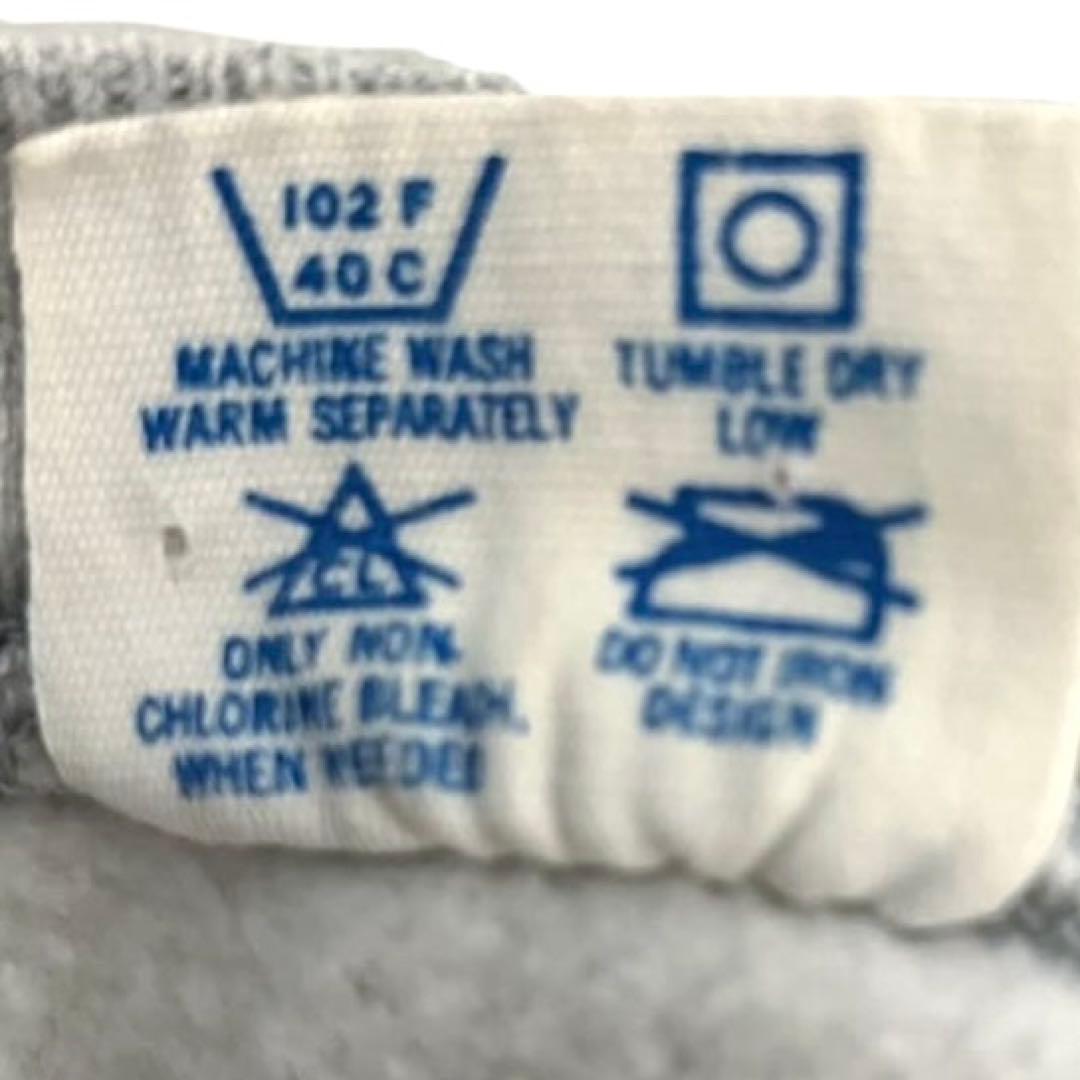 102 F
40 C
MACHINE WASH
WARM SEPARATELY
TUMBLE DRY
LOW
CL
ONLY NON.
CHLORINE BLEACH.
WHEN NEEDED
DO NOT IRON
DESIGN